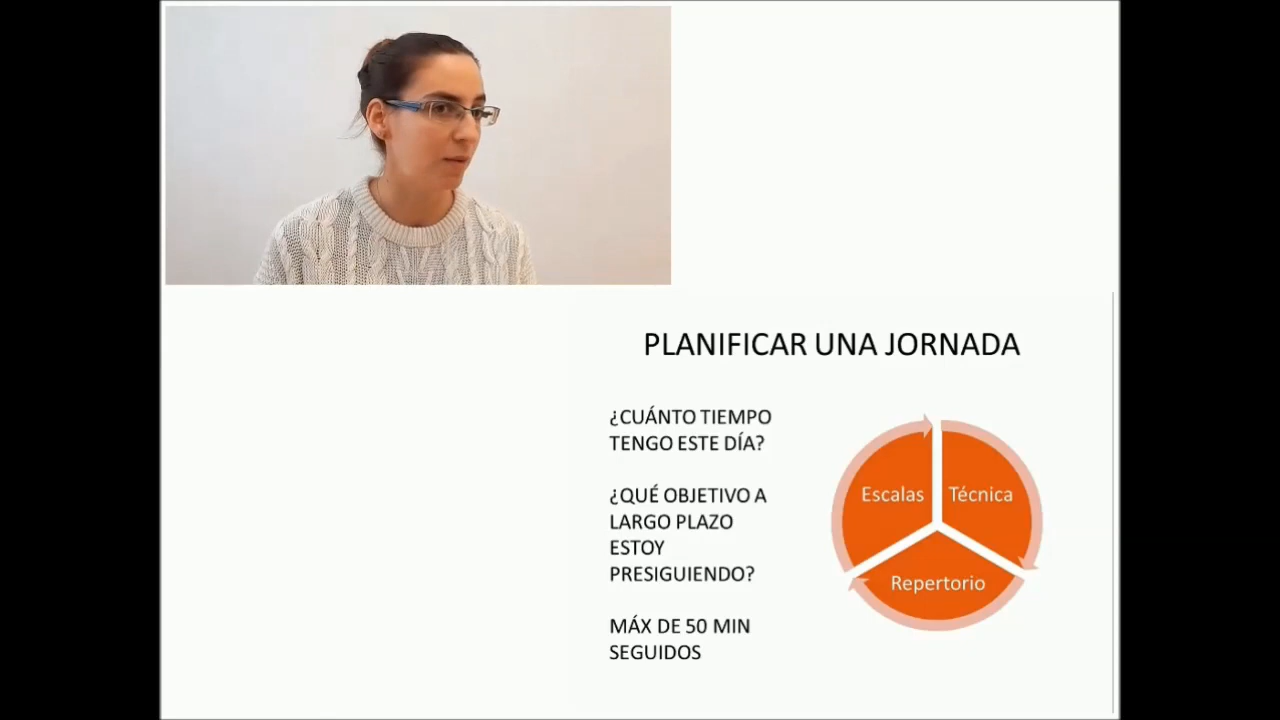 PLANIFICAR UNA JORNADA
¿CUÁNTO TIEMPO
TENGO ESTE DÍA?
¿QUÉ OBJETIVO A
LARGO PLAZO
ESTOY
PRESIGUIENDO?
MÁX DE 50 MIN
SEGUIDOS
Escalas
Técnica
Repertorio